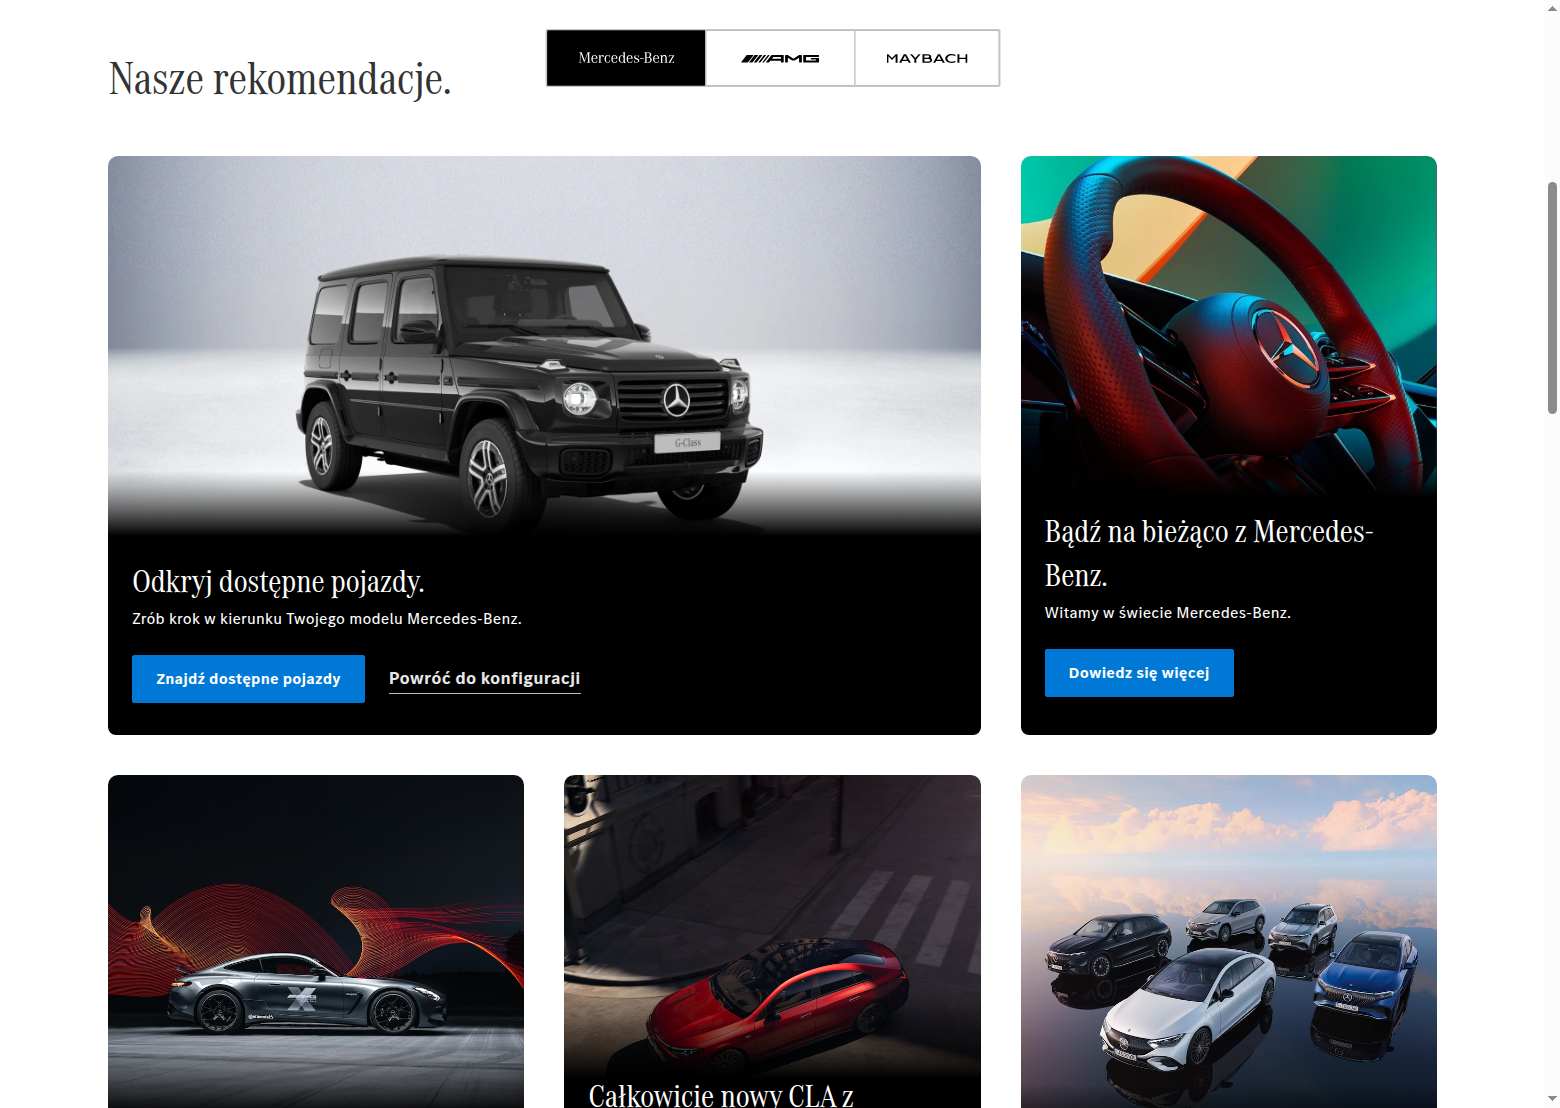 Nasze rekomendacje.
Mercedes-Benz
AMG
MAYBACH
G-Class
Odkryj dostępne pojazdy.
Zrób krok w kierunku Twojego modelu Mercedes-Benz.
Znajdź dostępne pojazdy
Powróć do konfiguracji
Bądź na bieżąco z Mercedes-
Benz.
Witamy w świecie Mercedes-Benz.
Dowiedz się więcej
Całkowicie nowy CLA z